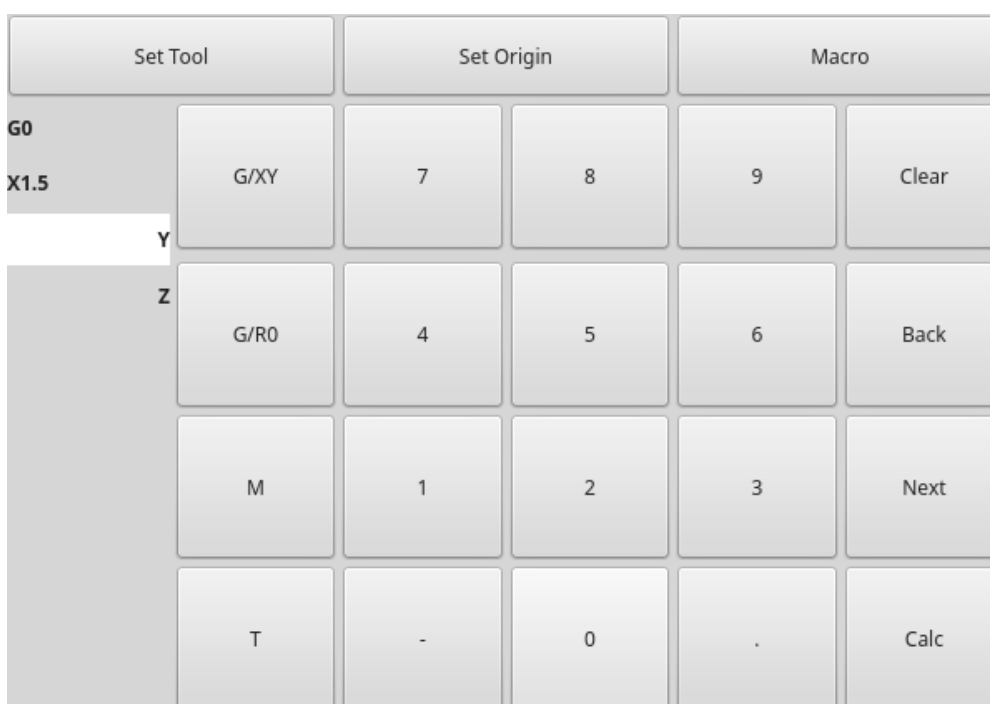 Set Tool Set Origin Macro
G0
X1.5
Y
Z
G/XY 7 8 9 Clear
G/R0 4 5 6 Back
M 1 2 3 Next
T - 0 . Calc